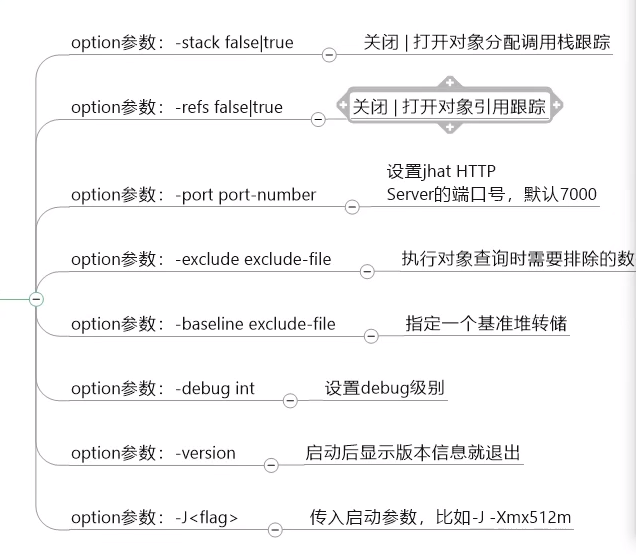 option参数：-stack false|true
关闭 | 打开对象分配调用栈跟踪
option参数：-refs false|true
关闭 | 打开对象引用跟踪
option参数：-port port-number
设置jhat HTTP
Server的端口号，默认7000
option参数：-exclude exclude-file
执行对象查询时需要排除的数
option参数：-baseline exclude-file
指定一个基准堆转储
option参数：-debug int
设置debug级别
option参数：-version
启动后显示版本信息就退出
option参数：-J<flag>
传入启动参数，比如-J -Xmx512m